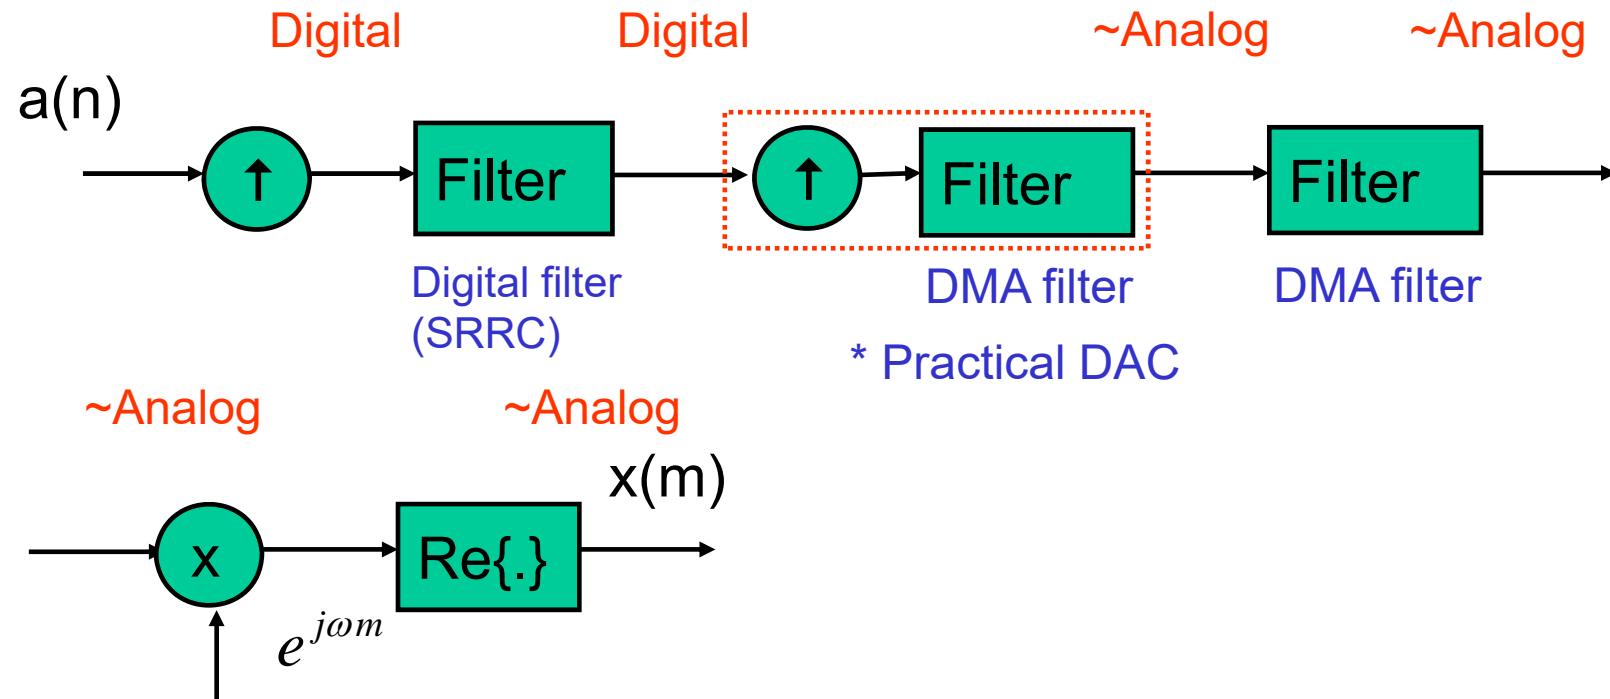 Digital Digital ~Analog ~Analog
a(n)
↑ Filter ↑ Filter Filter
Digital filter
(SRRC)
DMA filter DMA filter
* Practical DAC
~Analog ~Analog
x(m)
x Re{.}
e^{jωm}